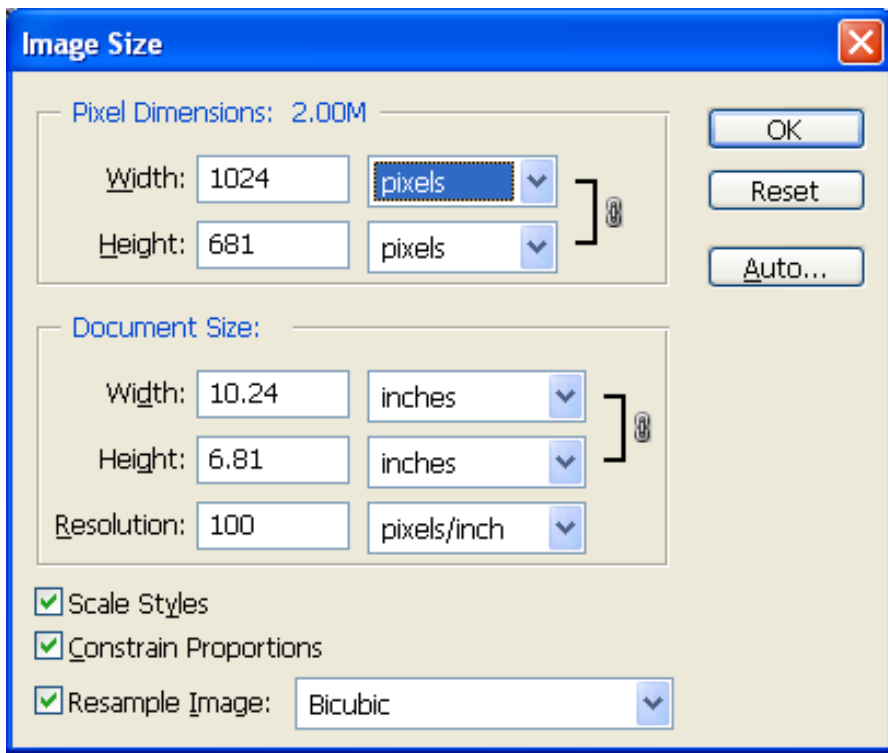 Image Size
Pixel Dimensions: 2.00M
OK
Width: 1024 pixels
Reset
Height: 681 pixels
Auto...
Document Size:
Width: 10.24 inches
Height: 6.81 inches
Resolution: 100 pixels/inch
Scale Styles
Constrain Proportions
Resample Image: Bicubic